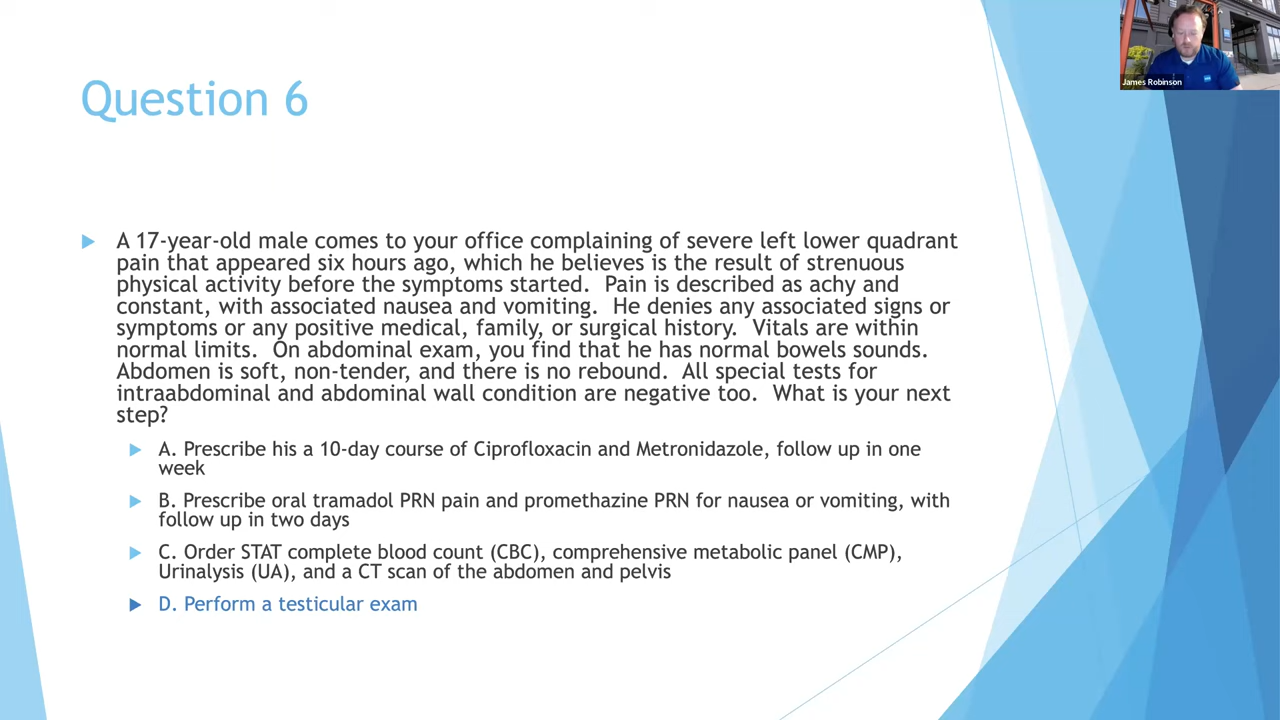 James Robinson
Question 6
A 17-year-old male comes to your office complaining of severe left lower quadrant
pain that appeared six hours ago, which he believes is the result of strenuous
physical activity before the symptoms started.  Pain is described as achy and
constant, with associated nausea and vomiting.  He denies any associated signs or
symptoms or any positive medical, family, or surgical history.  Vitals are within
normal limits.  On abdominal exam, you find that he has normal bowels sounds.
Abdomen is soft, non-tender, and there is no rebound.  All special tests for
intraabdominal and abdominal wall condition are negative too.  What is your next
step?
A. Prescribe his a 10-day course of Ciprofloxacin and Metronidazole, follow up in one
week
B. Prescribe oral tramadol PRN pain and promethazine PRN for nausea or vomiting, with
follow up in two days
C. Order STAT complete blood count (CBC), comprehensive metabolic panel (CMP),
Urinalysis (UA), and a CT scan of the abdomen and pelvis
D. Perform a testicular exam